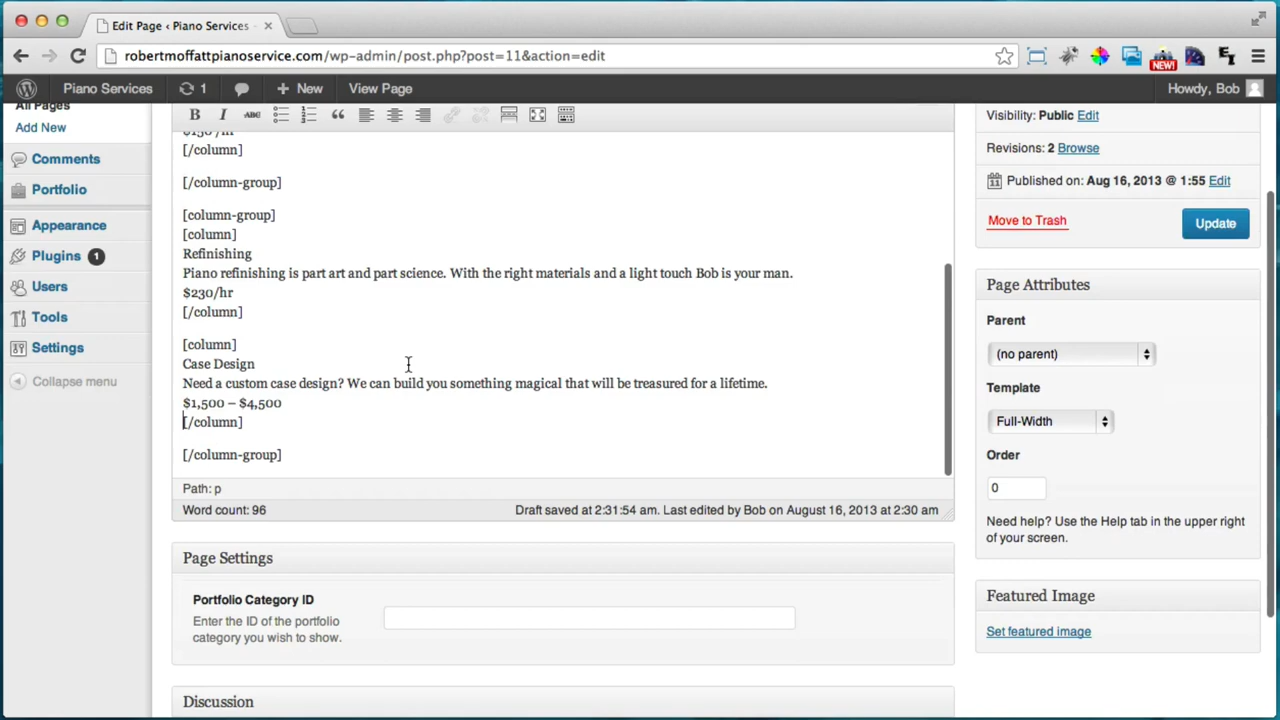 Edit Page ‹ Piano Services
robertmoffattpianoservice.com/wp-admin/post.php?post=11&action=edit
NEW!
Piano Services
1
New
View Page
Howdy, Bob
All Pages
Add New
Comments
Portfolio
Appearance
Plugins 1
Users
Tools
Settings
Collapse menu
B I ABC
$150 /hr
[/column]
[/column-group]
[column-group]
[column]
Refinishing
Piano refinishing is part art and part science. With the right materials and a light touch Bob is your man.
$230/hr
[/column]
[column]
Case Design
Need a custom case design? We can build you something magical that will be treasured for a lifetime.
$1,500 – $4,500
[/column]
[/column-group]
Path: p
Word count: 96
Draft saved at 2:31:54 am. Last edited by Bob on August 16, 2013 at 2:30 am
Page Settings
Portfolio Category ID
Enter the ID of the portfolio
category you wish to show.
Discussion
Visibility: Public Edit
Revisions: 2 Browse
Published on: Aug 16, 2013 @ 1:55 Edit
Move to Trash
Update
Page Attributes
Parent
(no parent)
Template
Full-Width
Order
0
Need help? Use the Help tab in the upper right
of your screen.
Featured Image
Set featured image